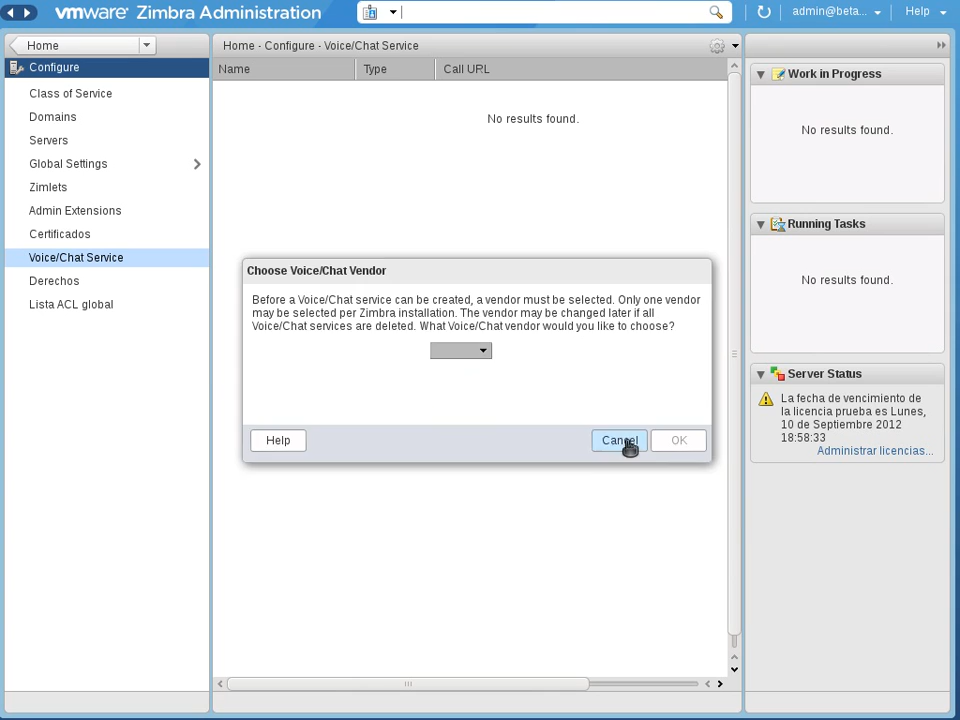 vmware Zimbra Administration
admin@beta...
Help
Home
Home - Configure - Voice/Chat Service
Configure
Class of Service
Domains
Servers
Global Settings
Zimlets
Admin Extensions
Certificados
Voice/Chat Service
Derechos
Lista ACL global
Name
Type
Call URL
No results found.
Choose Voice/Chat Vendor
Before a Voice/Chat service can be created, a vendor must be selected. Only one vendor
may be selected per Zimbra installation. The vendor may be changed later if all
Voice/Chat services are deleted. What Voice/Chat vendor would you like to choose?
Help
Cancel
OK
Work in Progress
No results found.
Running Tasks
No results found.
Server Status
La fecha de vencimiento de
la licencia prueba es Lunes,
10 de Septiembre 2012
18:58:33
Administrar licencias...